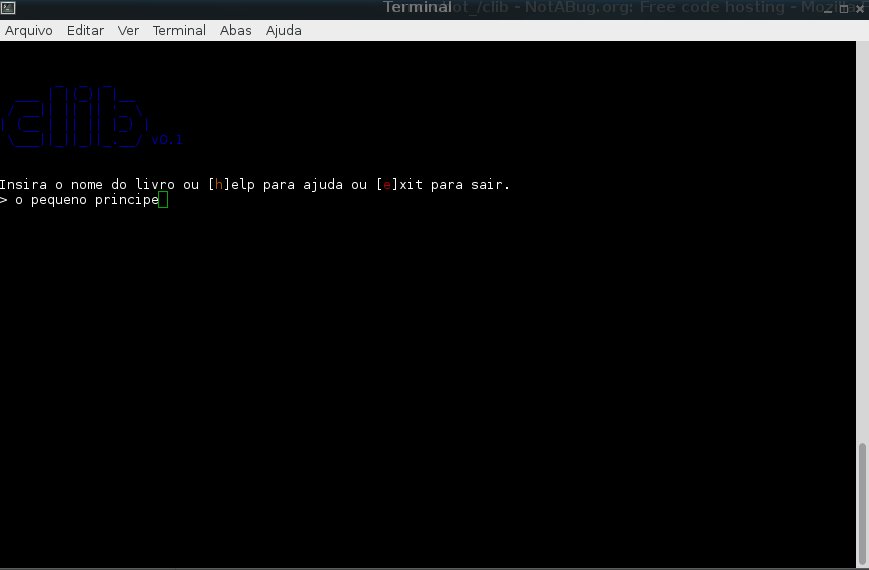 Terminal
/clib - NotABug.org: Free code hosting - Mozilla
Arquivo Editar Ver Terminal Abas Ajuda
clib v0.1
Insira o nome do livro ou [h]elp para ajuda ou [e]xit para sair.
> o pequeno principe